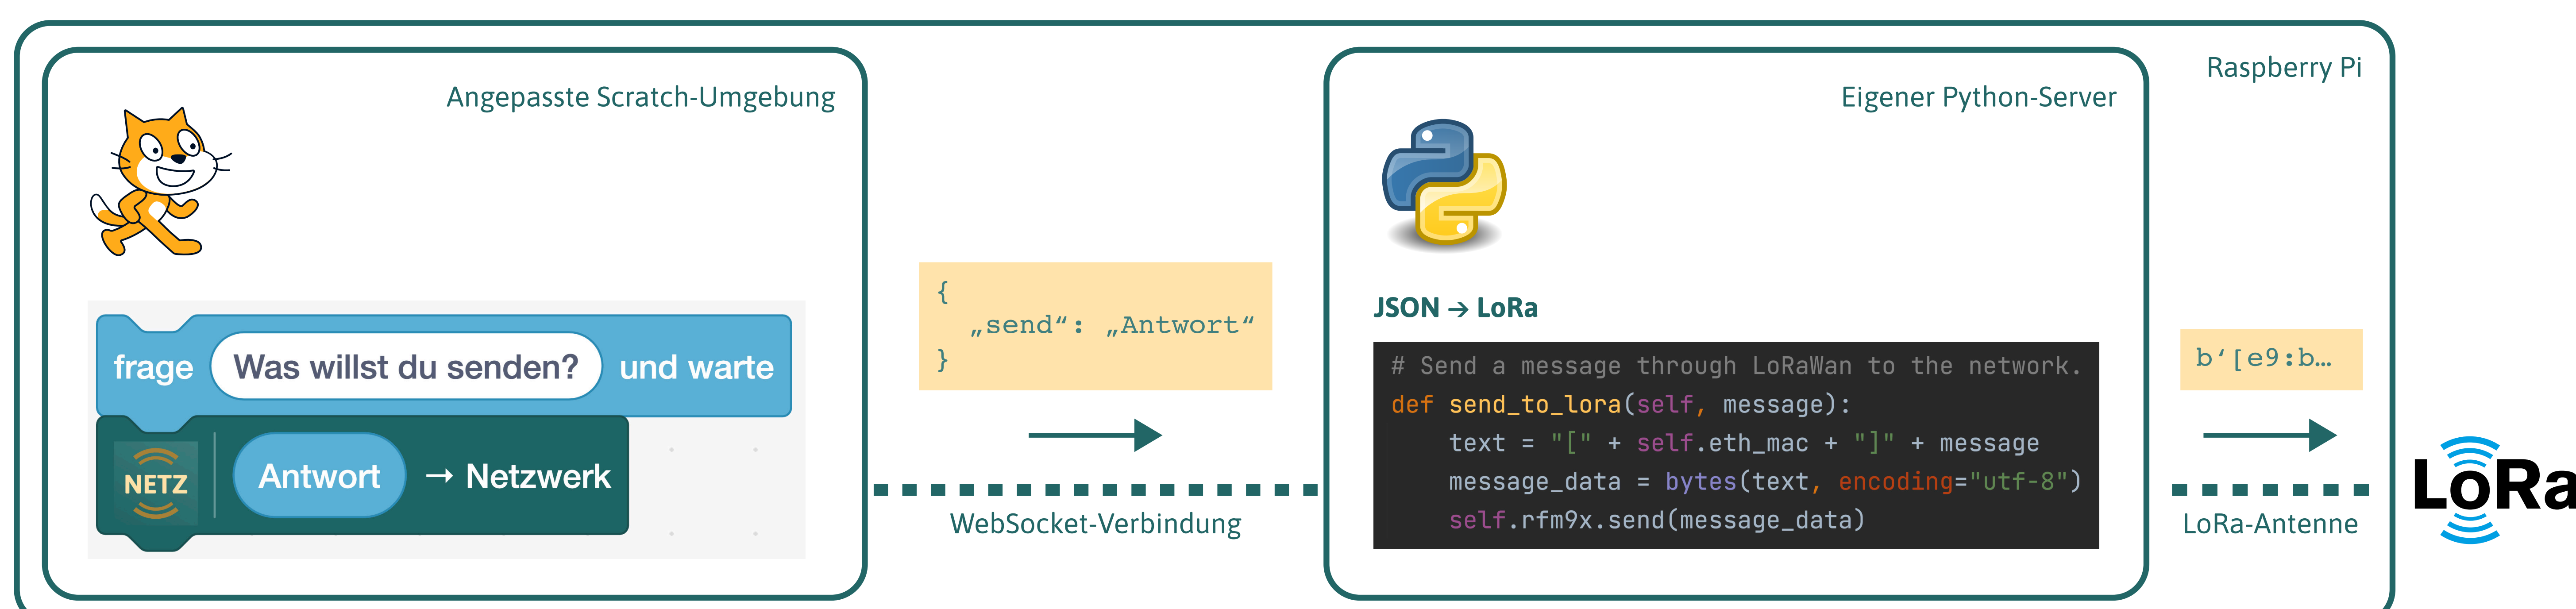 Raspberry Pi
Angepasste Scratch-Umgebung
frage Was willst du senden? und warte
NETZ Antwort → Netzwerk
{
„send“: „Antwort“
}
WebSocket-Verbindung
Eigener Python-Server
JSON → LoRa
# Send a message through LoRaWan to the network.
def send_to_lora(self, message):
text = "[" + self.eth_mac + "]" + message
message_data = bytes(text, encoding="utf-8")
self.rfm9x.send(message_data)
b‘[e9:b…
LoRa-Antenne
LoRa